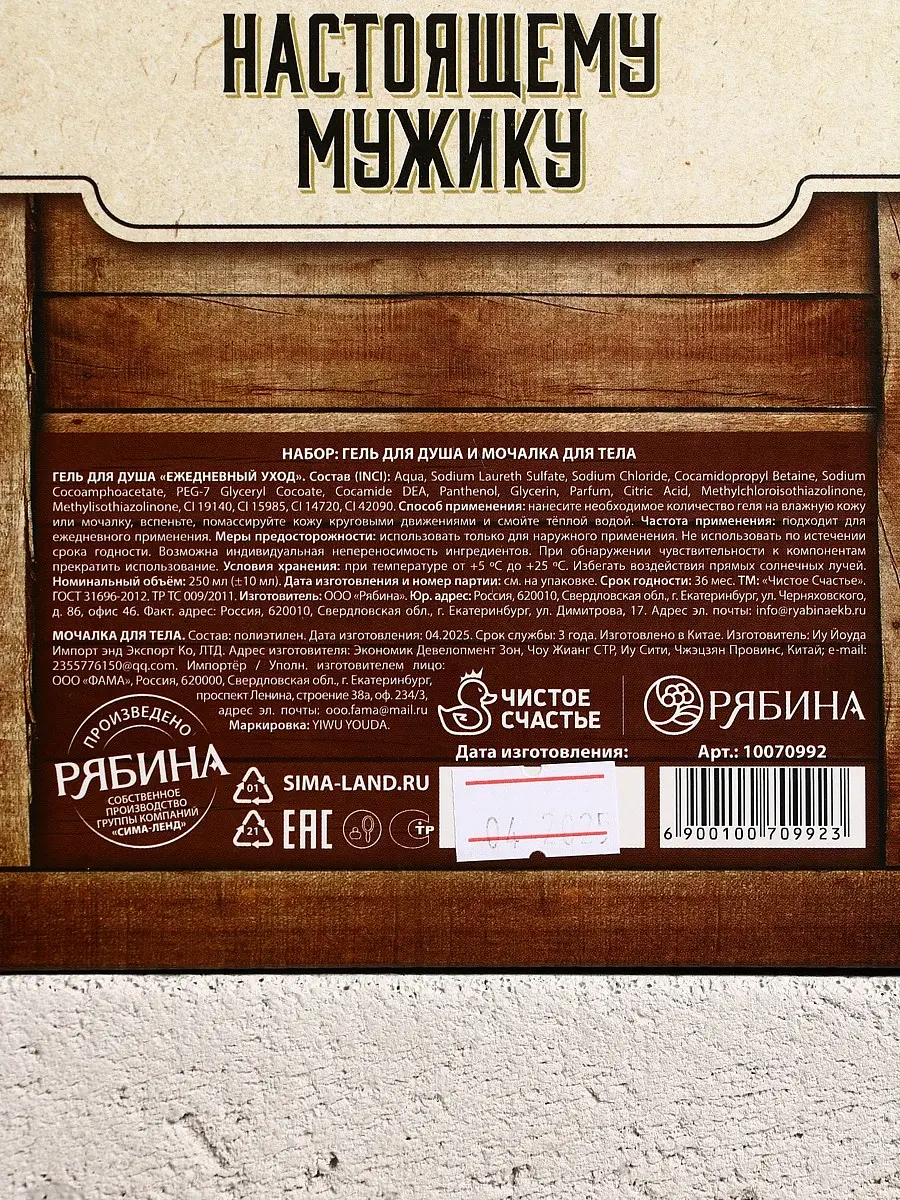 НАСТОЯЩЕМУ
МУЖИКУ
НАБОР: ГЕЛЬ ДЛЯ ДУША И МОЧАЛКА ДЛЯ ТЕЛА
ГЕЛЬ ДЛЯ ДУША «ЕЖЕДНЕВНЫЙ УХОД». Состав (INCI): Aqua, Sodium Laureth Sulfate, Sodium Chloride, Cocamidopropyl Betaine, Sodium
Cocoamphoacetate, PEG-7 Glyceryl Cocoate, Cocamide DEA, Panthenol, Glycerin, Parfum, Citric Acid, Methylchloroisothiazolinone,
Methylisothiazolinone, CI 19140, CI 15985, CI 14720, CI 42090. Способ применения: нанесите необходимое количество геля на влажную кожу
или мочалку, вспеньте, помассируйте кожу круговыми движениями и смойте тёплой водой. Частота применения: подходит для
ежедневного применения. Меры предосторожности: использовать только для наружного применения. Не использовать по истечении
срока годности. Возможна индивидуальная непереносимость ингредиентов. При обнаружении чувствительности к компонентам
прекратить использование. Условия хранения: при температуре от +5 ºС до +25 ºС. Избегать воздействия прямых солнечных лучей.
Номинальный объём: 250 мл (±10 мл). Дата изготовления и номер партии: см. на упаковке. Срок годности: 36 мес. ТМ: «Чистое Счастье».
ГОСТ 31696-2012. ТР ТС 009/2011. Изготовитель: ООО «Рябина». Юр. адрес: Россия, 620010, Свердловская обл., г. Екатеринбург, ул. Черняховского,
д. 86, офис 46. Факт. адрес: Россия, 620010, Свердловская обл., г. Екатеринбург, ул. Димитрова, 17. Адрес эл. почты: info@ryabinaekb.ru
МОЧАЛКА ДЛЯ ТЕЛА. Состав: полиэтилен. Дата изготовления: 04.2025. Срок службы: 3 года. Изготовлено в Китае. Изготовитель: Иу Йоуда
Импорт энд Экспорт Ко, ЛТД. Адрес изготовителя: Экономик Девелопмент Зон, Чоу Жианг СТР, Иу Сити, Чжэцзян Провинс, Китай; e-mail:
2355776150@qq.com. Импортёр / Уполн. изготовителем лицо:
ООО «ФАМА», Россия, 620000, Свердловская обл., г. Екатеринбург,
проспект Ленина, строение 38а, оф. 234/3,
адрес эл. почты: ooo.fama@mail.ru
Маркировка: YIWU YOUDA.
ПРОИЗВЕДЕНО
РЯБИНА
СОБСТВЕННОЕ
ПРОИЗВОДСТВО
ГРУППЫ КОМПАНИЙ
«СИМА-ЛЕНД»
01
SIMA-LAND.RU
21
EAC
СТР
ЧИСТОЕ
СЧАСТЬЕ
РЯБИНА
Дата изготовления:
04 2025
Арт.: 10070992
6 900100 709923